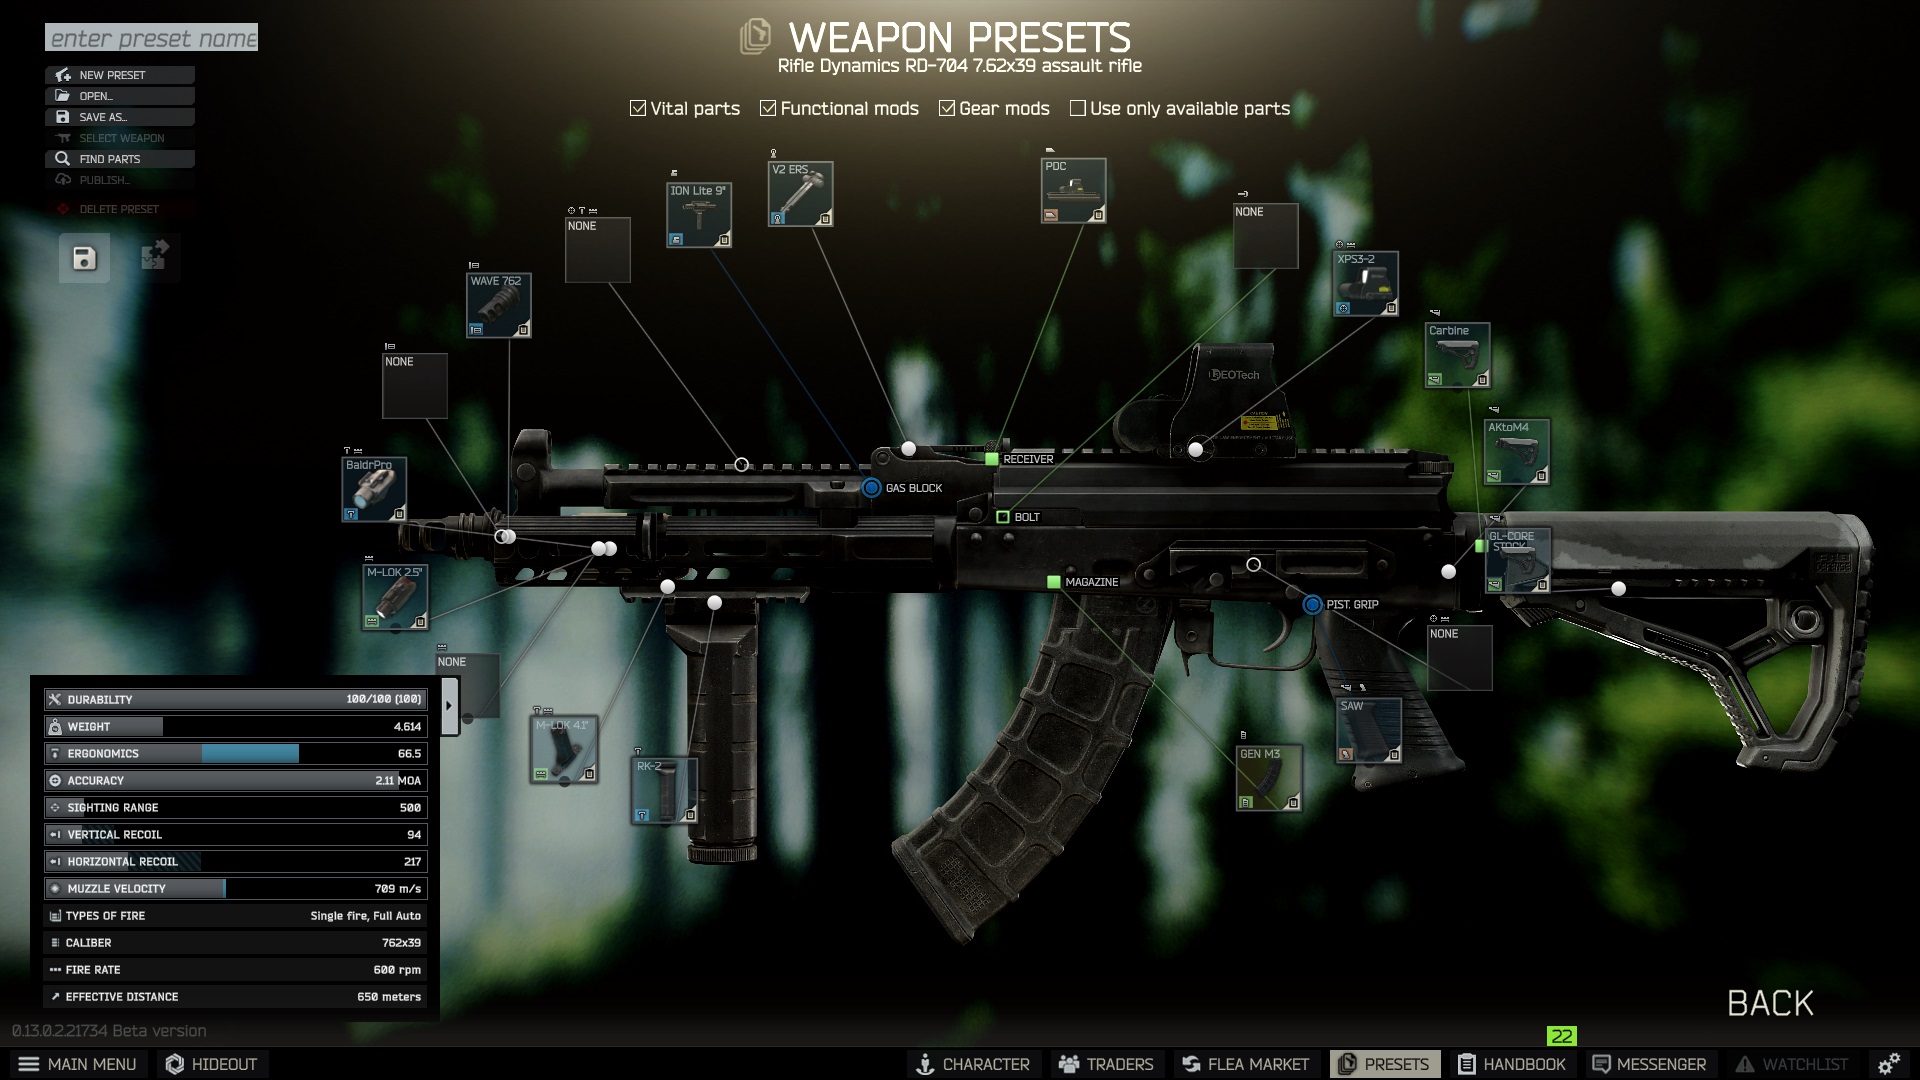 enter preset name
WEAPON PRESETS
Rifle Dynamics RD-704 7.62x39 assault rifle
Vital parts
Functional mods
Gear mods
Use only available parts
NEW PRESET
OPEN...
SAVE AS...
SELECT WEAPON
FIND PARTS
PUBLISH...
DELETE PRESET
V2 ERS
PDC
ION Lite 9"
NONE
NONE
XPS3-2
WAVE 762
Carbine
NONE
EOTech
AKtoM4
BaldrPro
RECEIVER
GAS BLOCK
BOLT
GL-CORE
STOCK
M-LOK 2.5"
MAGAZINE
PIST. GRIP
NONE
NONE
SAW
M-LOK 4.1"
RK-2
GEN M3
DURABILITY 100/100 (100)
WEIGHT 4.614
ERGONOMICS 66.5
ACCURACY 2.11 MOA
SIGHTING RANGE 500
VERTICAL RECOIL 94
HORIZONTAL RECOIL 217
MUZZLE VELOCITY 709 m/s
TYPES OF FIRE Single fire, Full Auto
CALIBER 762x39
FIRE RATE 600 rpm
EFFECTIVE DISTANCE 650 meters
BACK
0.13.0.2.21734 Beta version
22
MAIN MENU
HIDEOUT
CHARACTER
TRADERS
FLEA MARKET
PRESETS
HANDBOOK
MESSENGER
WATCHLIST